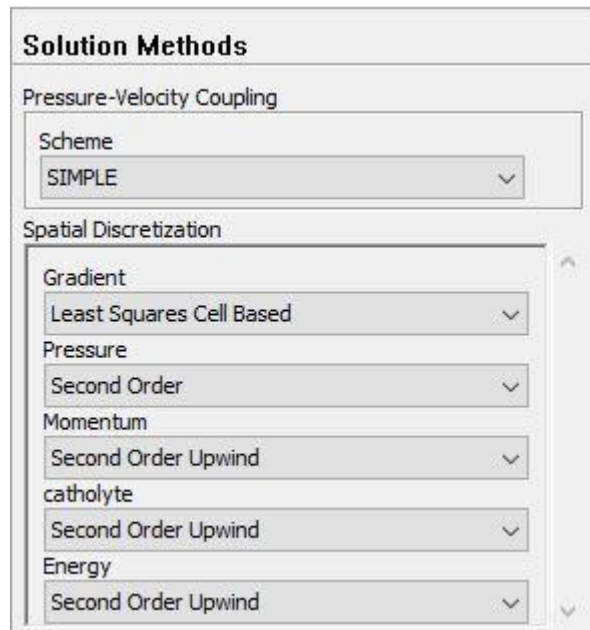 Solution Methods
Pressure-Velocity Coupling
Scheme
SIMPLE
Spatial Discretization
Gradient
Least Squares Cell Based
Pressure
Second Order
Momentum
Second Order Upwind
catholyte
Second Order Upwind
Energy
Second Order Upwind